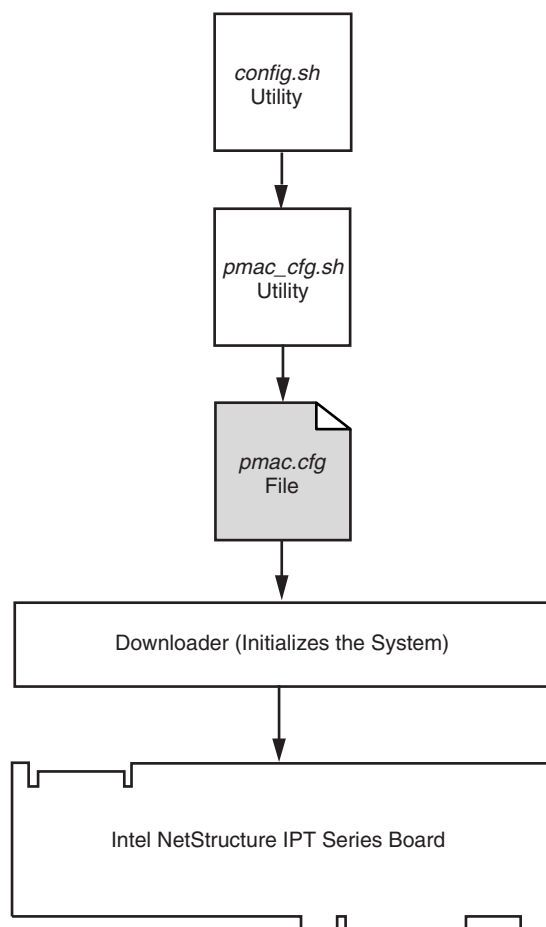 config.sh
Utility
pmac_cfg.sh
Utility
pmac.cfg
File
Downloader (Initializes the System)
Intel NetStructure IPT Series Board